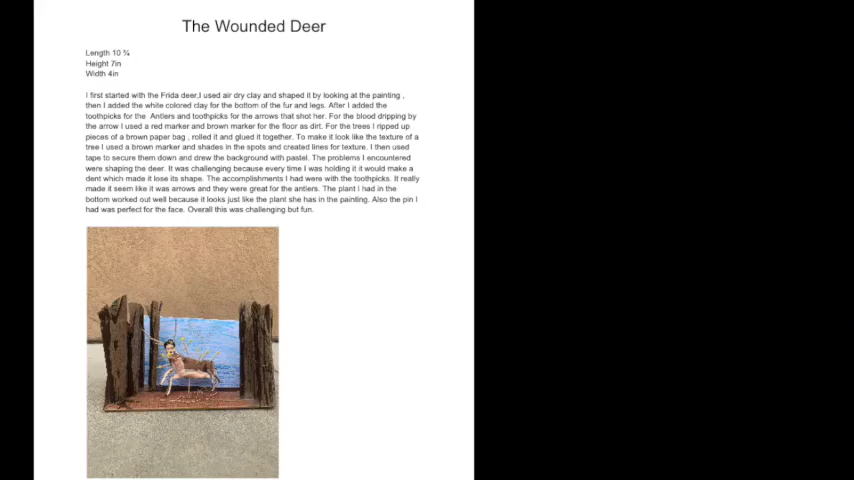 The Wounded Deer
Length 10 ¾
Height 7in
Width 4in
I first started with the Frida deer,I used air dry clay and shaped it by looking at the painting ,
then I added the white colored clay for the bottom of the fur and legs. After I added the
toothpicks for the  Antlers and toothpicks for the arrows that shot her. For the blood dripping by
the arrow I used a red marker and brown marker for the floor as dirt. For the trees I ripped up
pieces of a brown paper bag , rolled it and glued it together. To make it look like the texture of a
tree I used a brown marker and shades in the spots and created lines for texture. I then used
tape to secure them down and drew the background with pastel. The problems I encountered
were shaping the deer. It was challenging because every time I was holding it it would make a
dent which made it lose its shape. The accomplishments I had were with the toothpicks. It really
made it seem like it was arrows and they were great for the antlers. The plant I had in the
bottom worked out well because it looks just like the plant she has in the painting. Also the pin I
had was perfect for the face. Overall this was challenging but fun.